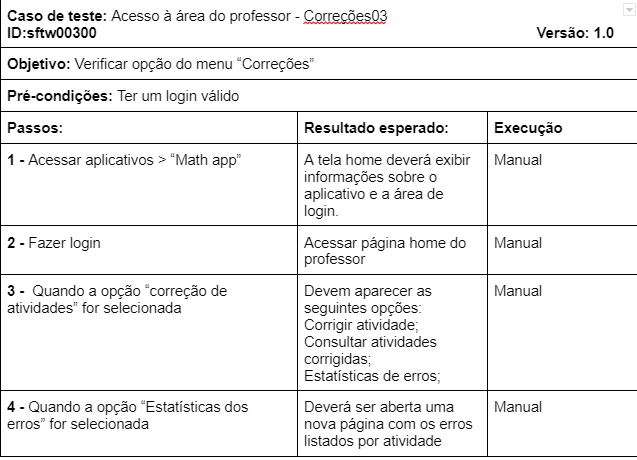 Caso de teste: Acesso à área do professor - Correções03
ID:sftw00300 Versão: 1.0
Objetivo: Verificar opção do menu “Correções”
Pré-condições: Ter um login válido
Passos: Resultado esperado: Execução
1 - Acessar aplicativos > “Math app”
A tela home deverá exibir
informações sobre o
aplicativo e a área de
login.
Manual
2 - Fazer login
Acessar página home do
professor
Manual
3 -  Quando a opção “correção de
atividades” for selecionada
Devem aparecer as
seguintes opções:
Corrigir atividade;
Consultar atividades
corrigidas;
Estatísticas de erros;
Manual
4 - Quando a opção “Estatísticas dos
erros” for selecionada
Deverá ser aberta uma
nova página com os erros
listados por atividade
Manual